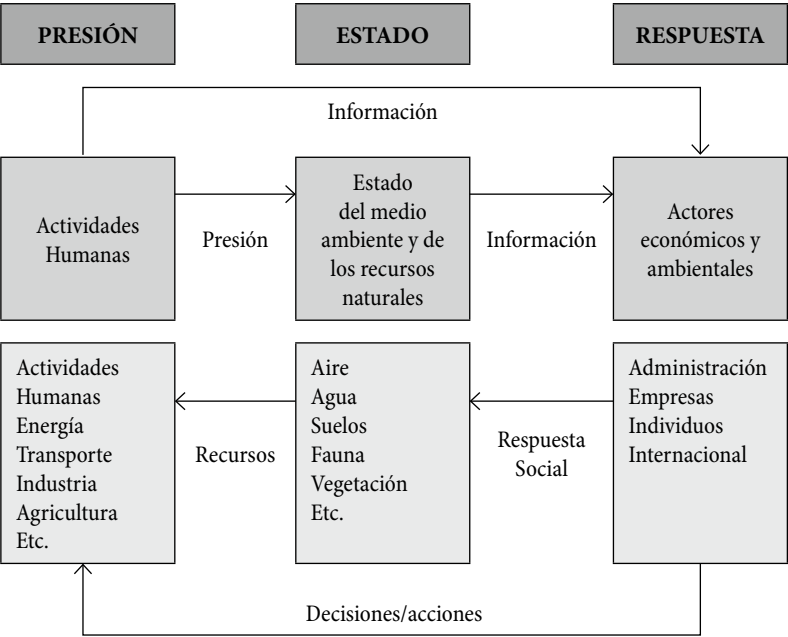 PRESIÓN
ESTADO
RESPUESTA
Información
Actividades
Humanas
Presión
Estado
del medio
ambiente y de
los recursos
naturales
Información
Actores
económicos y
ambientales
Actividades
Humanas
Energía
Transporte
Industria
Agricultura
Etc.
Recursos
Aire
Agua
Suelos
Fauna
Vegetación
Etc.
Respuesta
Social
Administración
Empresas
Individuos
Internacional
Decisiones/acciones